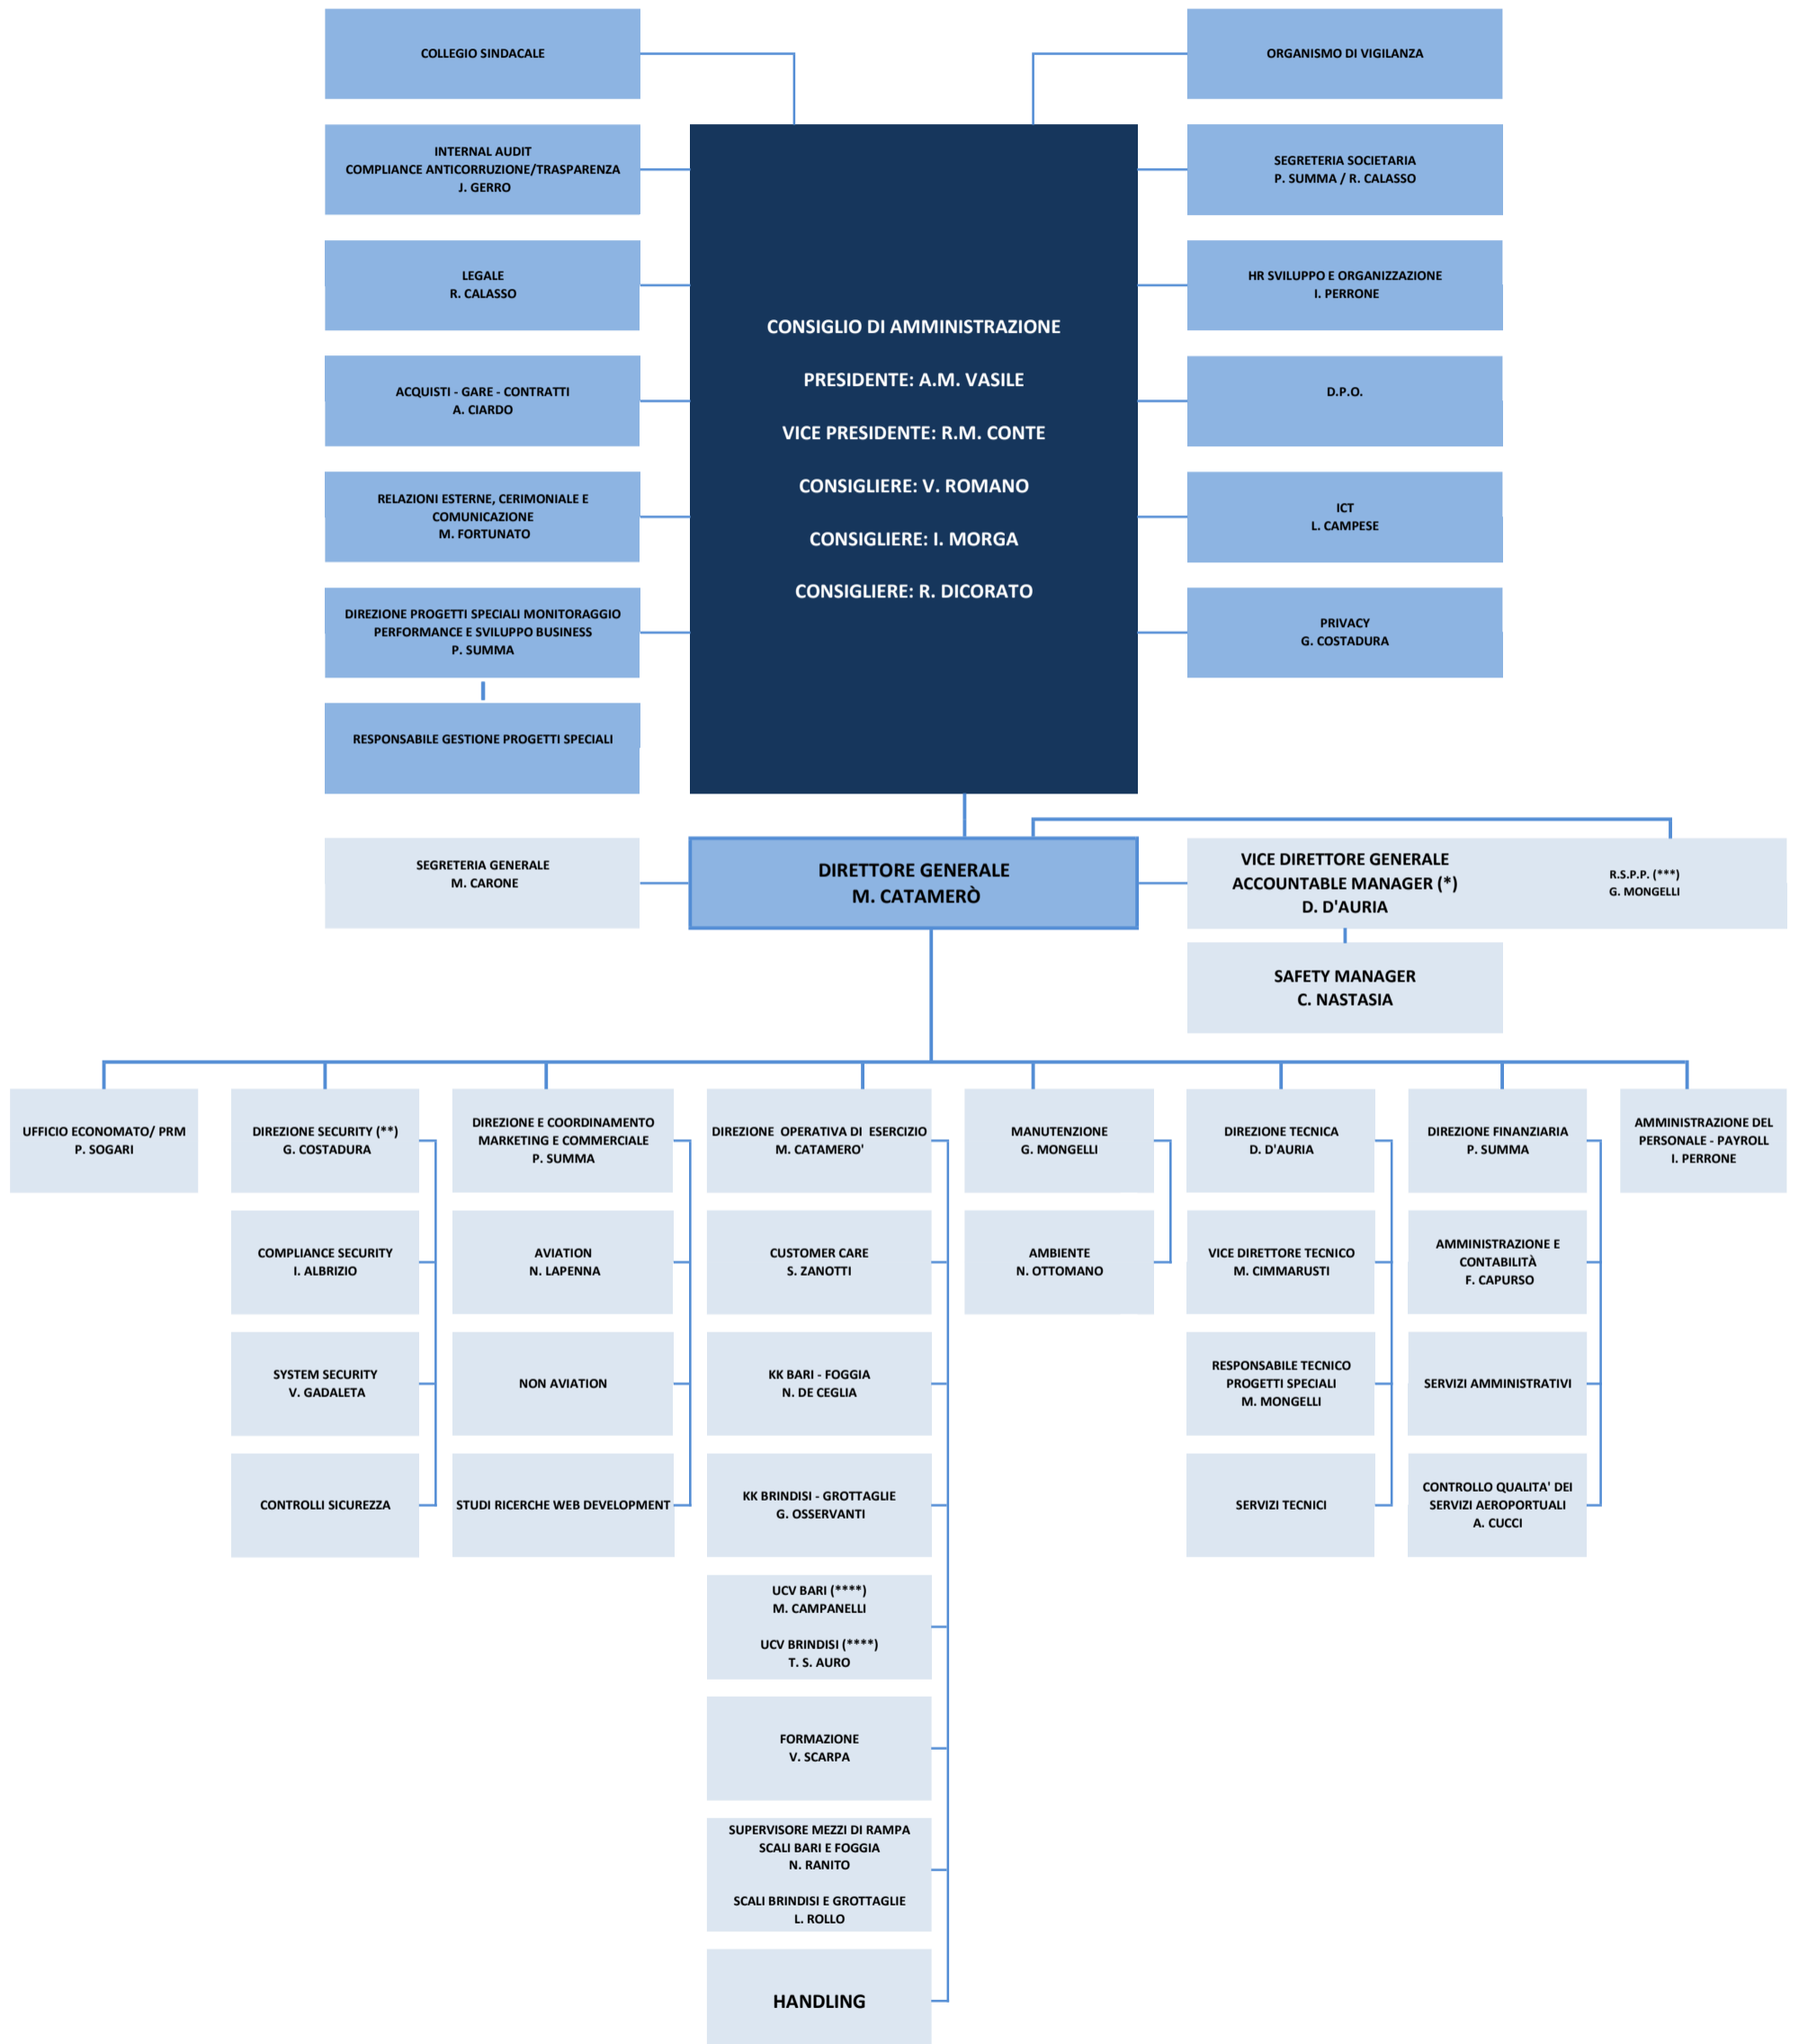 COLLEGIO SINDACALE
ORGANISMO DI VIGILANZA
INTERNAL AUDIT
COMPLIANCE ANTICORRUZIONE/TRASPARENZA
J. GERRO
SEGRETERIA SOCIETARIA
P. SUMMA / R. CALASSO
LEGALE
R. CALASSO
HR SVILUPPO E ORGANIZZAZIONE
I. PERRONE
CONSIGLIO DI AMMINISTRAZIONE
PRESIDENTE: A.M. VASILE
VICE PRESIDENTE: R.M. CONTE
CONSIGLIERE: V. ROMANO
CONSIGLIERE: I. MORGA
CONSIGLIERE: R. DICORATO
ACQUISTI - GARE - CONTRATTI
A. CIARDO
D.P.O.
RELAZIONI ESTERNE, CERIMONIALE E
COMUNICAZIONE
M. FORTUNATO
ICT
L. CAMPESE
DIREZIONE PROGETTI SPECIALI MONITORAGGIO
PERFORMANCE E SVILUPPO BUSINESS
P. SUMMA
PRIVACY
G. COSTADURA
RESPONSABILE GESTIONE PROGETTI SPECIALI
SEGRETERIA GENERALE
M. CARONE
DIRETTORE GENERALE
M. CATAMERÒ
VICE DIRETTORE GENERALE
ACCOUNTABLE MANAGER (*)
D. D'AURIA
R.S.P.P. (***)
G. MONGELLI
SAFETY MANAGER
C. NASTASIA
UFFICIO ECONOMATO/ PRM
P. SOGARI
DIREZIONE SECURITY (**)
G. COSTADURA
DIREZIONE E COORDINAMENTO
MARKETING E COMMERCIALE
P. SUMMA
DIREZIONE OPERATIVA DI ESERCIZIO
M. CATAMERO'
MANUTENZIONE
G. MONGELLI
DIREZIONE TECNICA
D. D'AURIA
DIREZIONE FINANZIARIA
P. SUMMA
AMMINISTRAZIONE DEL
PERSONALE - PAYROLL
I. PERRONE
COMPLIANCE SECURITY
I. ALBRIZIO
AVIATION
N. LAPENNA
CUSTOMER CARE
S. ZANOTTI
AMBIENTE
N. OTTOMANO
VICE DIRETTORE TECNICO
M. CIMMARUSTI
AMMINISTRAZIONE E
CONTABILITÀ
F. CAPURSO
SYSTEM SECURITY
V. GADALETA
NON AVIATION
KK BARI - FOGGIA
N. DE CEGLIA
RESPONSABILE TECNICO
PROGETTI SPECIALI
M. MONGELLI
SERVIZI AMMINISTRATIVI
CONTROLLI SICUREZZA
STUDI RICERCHE WEB DEVELOPMENT
KK BRINDISI - GROTTAGLIE
G. OSSERVANTI
SERVIZI TECNICI
CONTROLLO QUALITA' DEI
SERVIZI AEROPORTUALI
A. CUCCI
UCV BARI (****)
M. CAMPANELLI
UCV BRINDISI (****)
T. S. AURO
FORMAZIONE
V. SCARPA
SUPERVISORE MEZZI DI RAMPA
SCALI BARI E FOGGIA
N. RANITO
SCALI BRINDISI E GROTTAGLIE
L. ROLLO
HANDLING